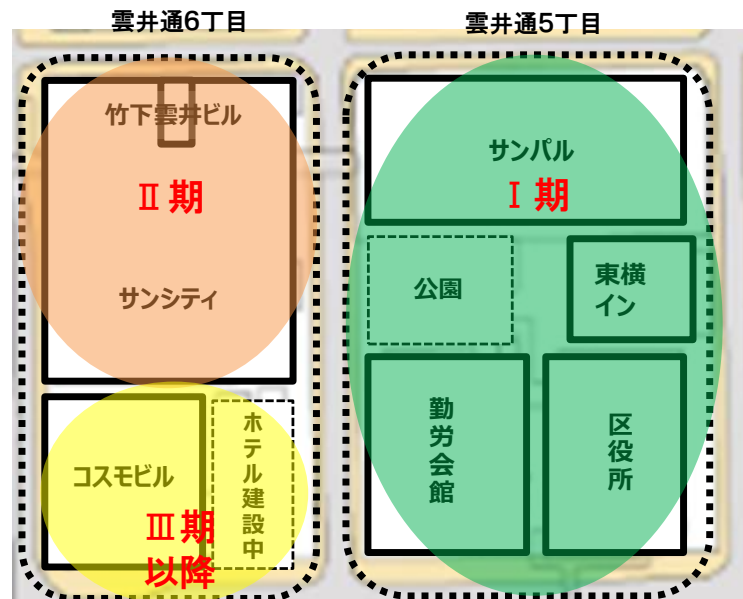 雲井通6丁目
雲井通5丁目
竹下雲井ビル
Ⅱ期
サンシティ
コスモビル
ホテル建設中
Ⅲ期
以降
サンパル
Ⅰ期
公園
東横
イン
勤労会館
区役所